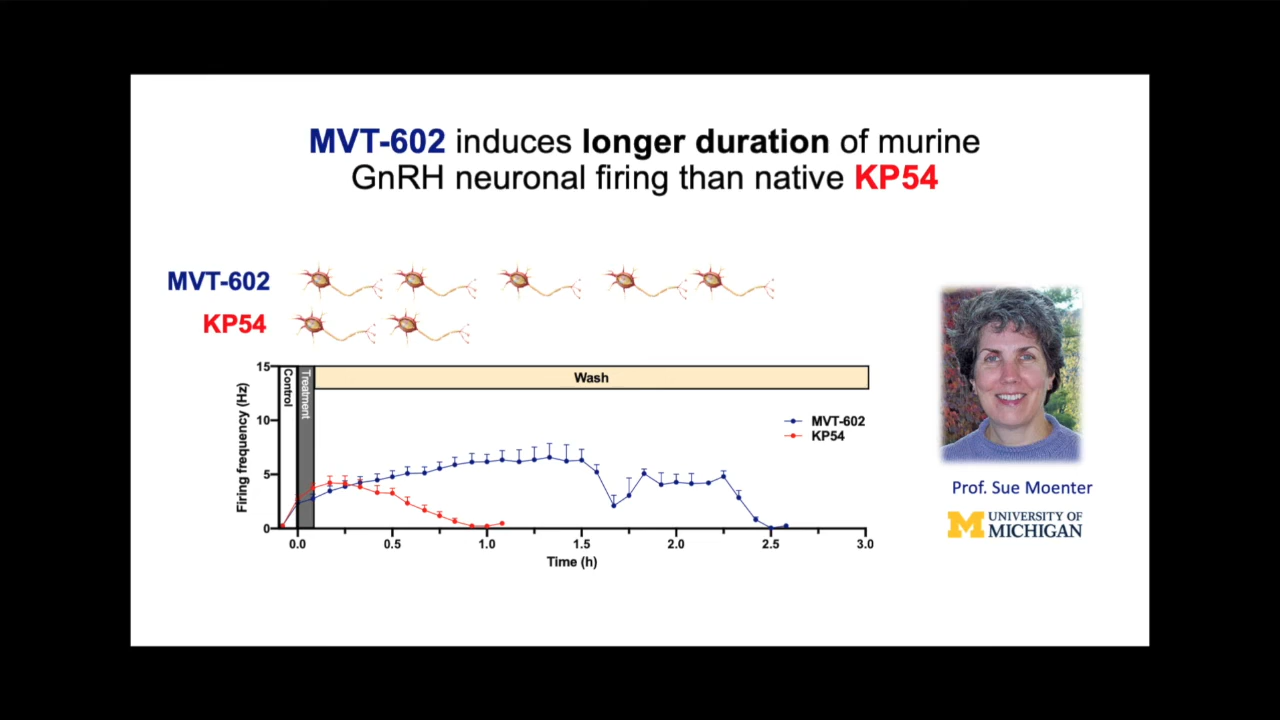 MVT-602 induces longer duration of murine
GnRH neuronal firing than native KP54
MVT-602
KP54
Control
Treatment
Wash
MVT-602
KP54
Firing frequency (Hz)
15
10
5
0
0.0 0.5 1.0 1.5 2.0 2.5 3.0
Time (h)
Prof. Sue Moenter
M UNIVERSITY OF
MICHIGAN